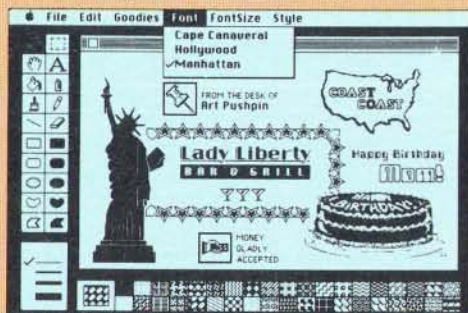 File Edit Goodies Font FontSize Style
Cape Canaveral
Hollywood
✓Manhattan
A
FROM THE DESK OF
Art Pushpin
COAST
TO
COAST
Lady Liberty
BAR & GRILL
Happy Birthday
Mom!
BIRTHDAY
MONEY
GLADLY
ACCEPTED